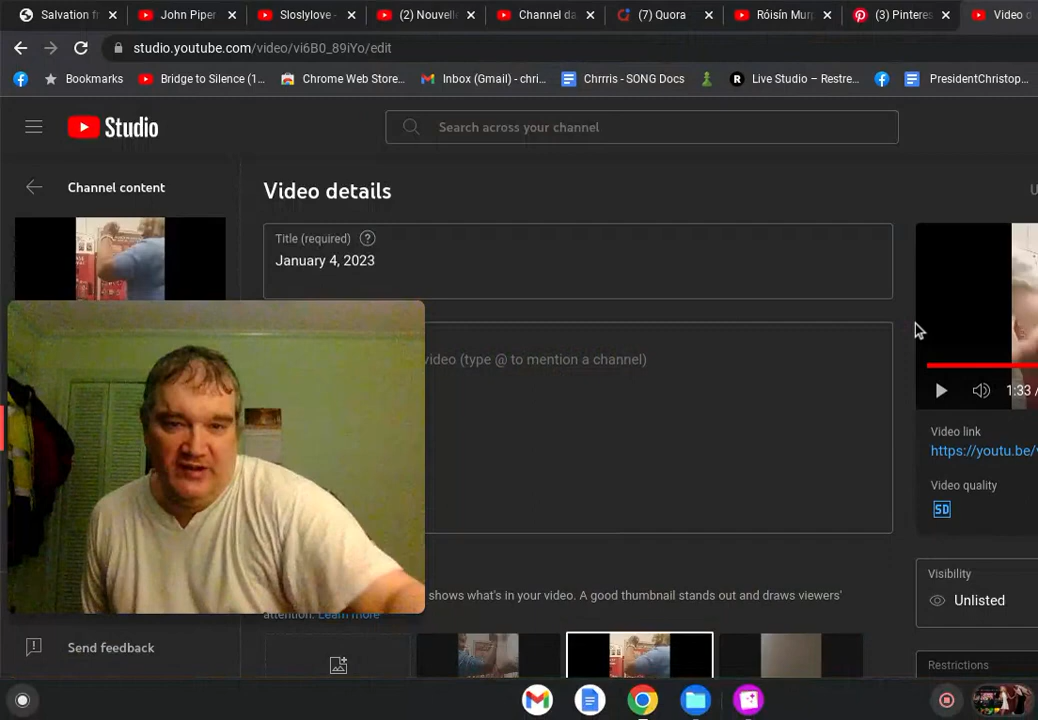 Salvation fr
John Piper
Sloslylove -
(2) Nouvelle
Channel da
(7) Quora
Róisín Mur
(3) Pinteres
Video d
studio.youtube.com/video/vi6B0_89iYo/edit
Bookmarks
Bridge to Silence (1...
Chrome Web Store...
Inbox (Gmail) - chri...
Chrrris - SONG Docs
Live Studio – Restre...
PresidentChristop...
Studio
Search across your channel
Channel content
Video details
U
Title (required)
January 4, 2023
video (type @ to mention a channel)
1:33 /
Video link
https://youtu.be/v
Video quality
SD
shows what's in your video. A good thumbnail stands out and draws viewers'
attention. Learn more
Visibility
Unlisted
Send feedback
Restrictions